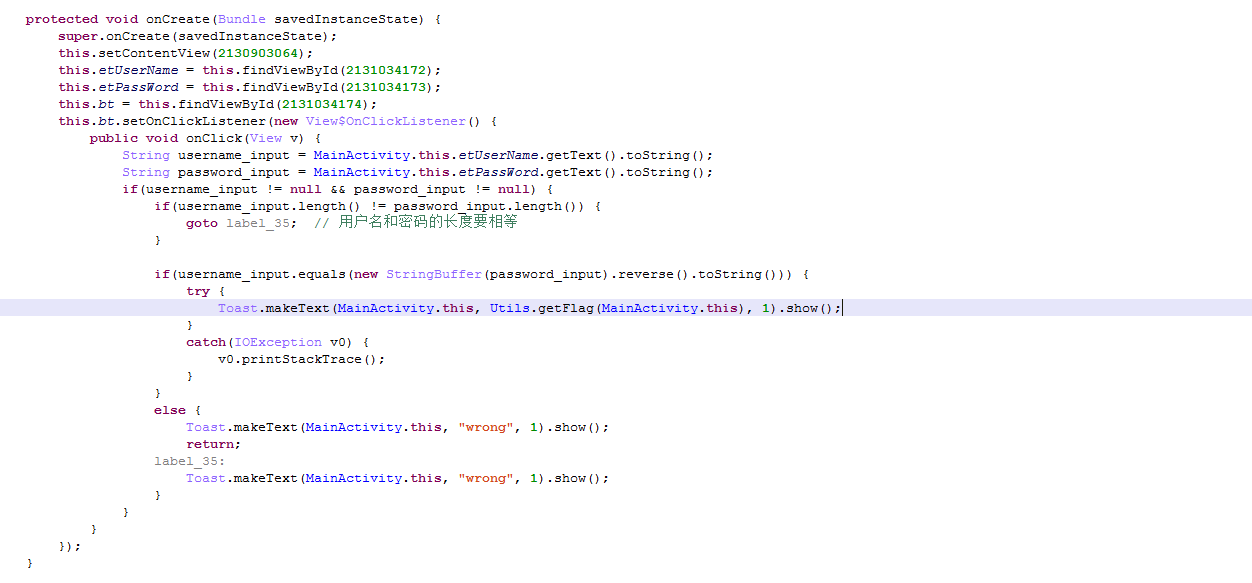 protected void onCreate(Bundle savedInstanceState) {
    super.onCreate(savedInstanceState);
    this.setContentView(2130903064);
    this.etUserName = this.findViewById(2131034172);
    this.etPassWord = this.findViewById(2131034173);
    this.bt = this.findViewById(2131034174);
    this.bt.setOnClickListener(new View$OnClickListener() {
        public void onClick(View v) {
            String username_input = MainActivity.this.etUserName.getText().toString();
            String password_input = MainActivity.this.etPassWord.getText().toString();
            if(username_input != null && password_input != null) {
                if(username_input.length() != password_input.length()) {
                    goto label_35;  // 用户名和密码的长度要相等
                }
                if(username_input.equals(new StringBuffer(password_input).reverse().toString())) {
                    try {
                        Toast.makeText(MainActivity.this, Utils.getFlag(MainActivity.this), 1).show();
                    }
                    catch(IOException v0) {
                        v0.printStackTrace();
                    }
                }
                else {
                    Toast.makeText(MainActivity.this, "wrong", 1).show();
                    return;
                label_35:
                    Toast.makeText(MainActivity.this, "wrong", 1).show();
                }
            }
        }
    });
}